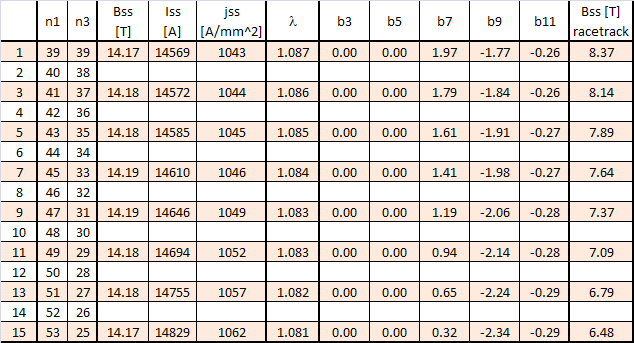 n1 n3 Bss [T] Iss [A] jss [A/mm^2] λ b3 b5 b7 b9 b11 Bss [T] racetrack
1 39 39 14.17 14569 1043 1.087 0.00 0.00 1.97 -1.77 -0.26 8.37
2 40 38
3 41 37 14.18 14572 1044 1.086 0.00 0.00 1.79 -1.84 -0.26 8.14
4 42 36
5 43 35 14.18 14585 1045 1.085 0.00 0.00 1.61 -1.91 -0.27 7.89
6 44 34
7 45 33 14.19 14610 1046 1.084 0.00 0.00 1.41 -1.98 -0.27 7.64
8 46 32
9 47 31 14.19 14646 1049 1.083 0.00 0.00 1.19 -2.06 -0.28 7.37
10 48 30
11 49 29 14.18 14694 1052 1.083 0.00 0.00 0.94 -2.14 -0.28 7.09
12 50 28
13 51 27 14.18 14755 1057 1.082 0.00 0.00 0.65 -2.24 -0.29 6.79
14 52 26
15 53 25 14.17 14829 1062 1.081 0.00 0.00 0.32 -2.34 -0.29 6.48